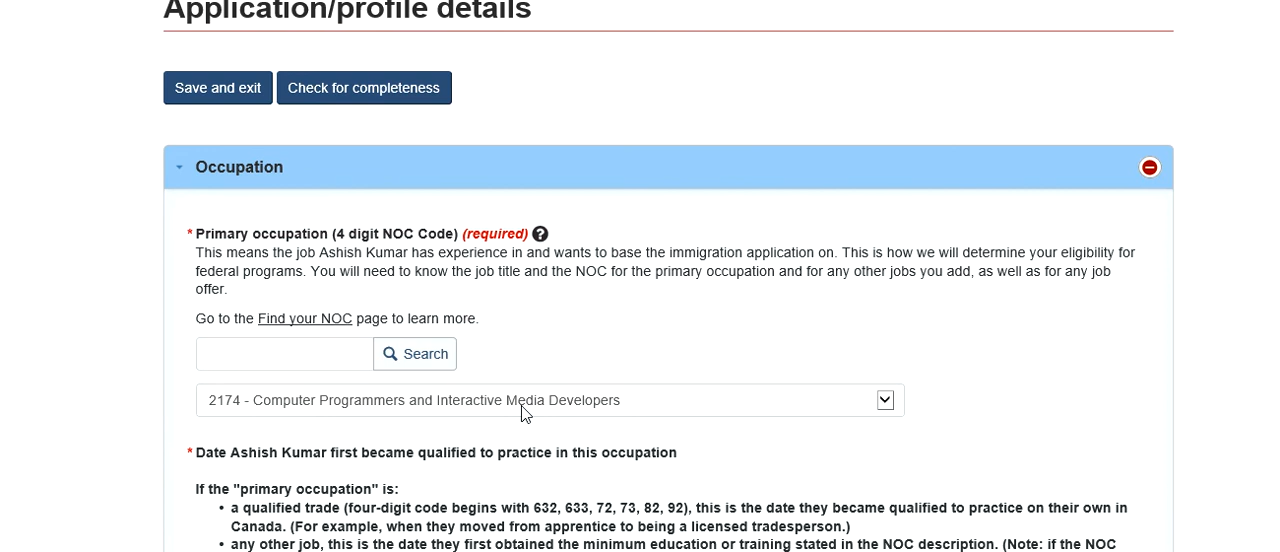 Application/profile details
Save and exit
Check for completeness
Occupation
* Primary occupation (4 digit NOC Code) (required) ?
This means the job Ashish Kumar has experience in and wants to base the immigration application on. This is how we will determine your eligibility for
federal programs. You will need to know the job title and the NOC for the primary occupation and for any other jobs you add, as well as for any job
offer.
Go to the Find your NOC page to learn more.
Search
2174 - Computer Programmers and Interactive Media Developers
* Date Ashish Kumar first became qualified to practice in this occupation
If the "primary occupation" is:
• a qualified trade (four-digit code begins with 632, 633, 72, 73, 82, 92), this is the date they became qualified to practice on their own in
Canada. (For example, when they moved from apprentice to being a licensed tradesperson.)
• any other job, this is the date they first obtained the minimum education or training stated in the NOC description. (Note: if the NOC